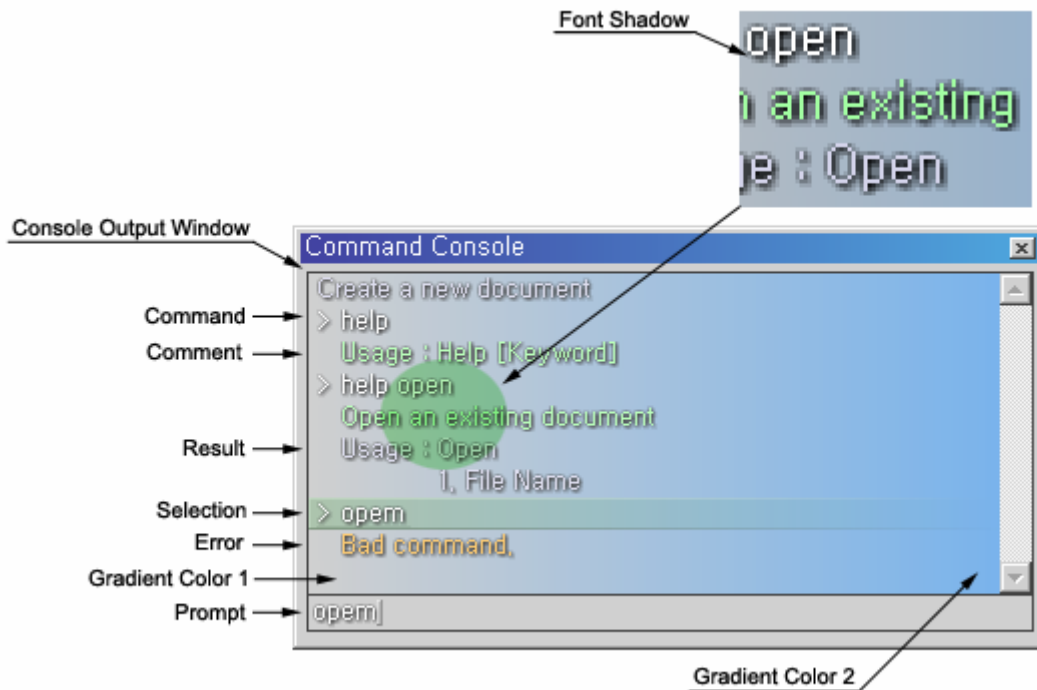 Font Shadow
open
n an existing
ge : Open
Console Output Window
Command Console
Create a new document
Command
> help
Comment
Usage : Help [Keyword]
> help open
Open an existing document
Result
Usage : Open
1, File Name
Selection
> opem
Error
Bad command,
Gradient Color 1
Prompt
opem
Gradient Color 2